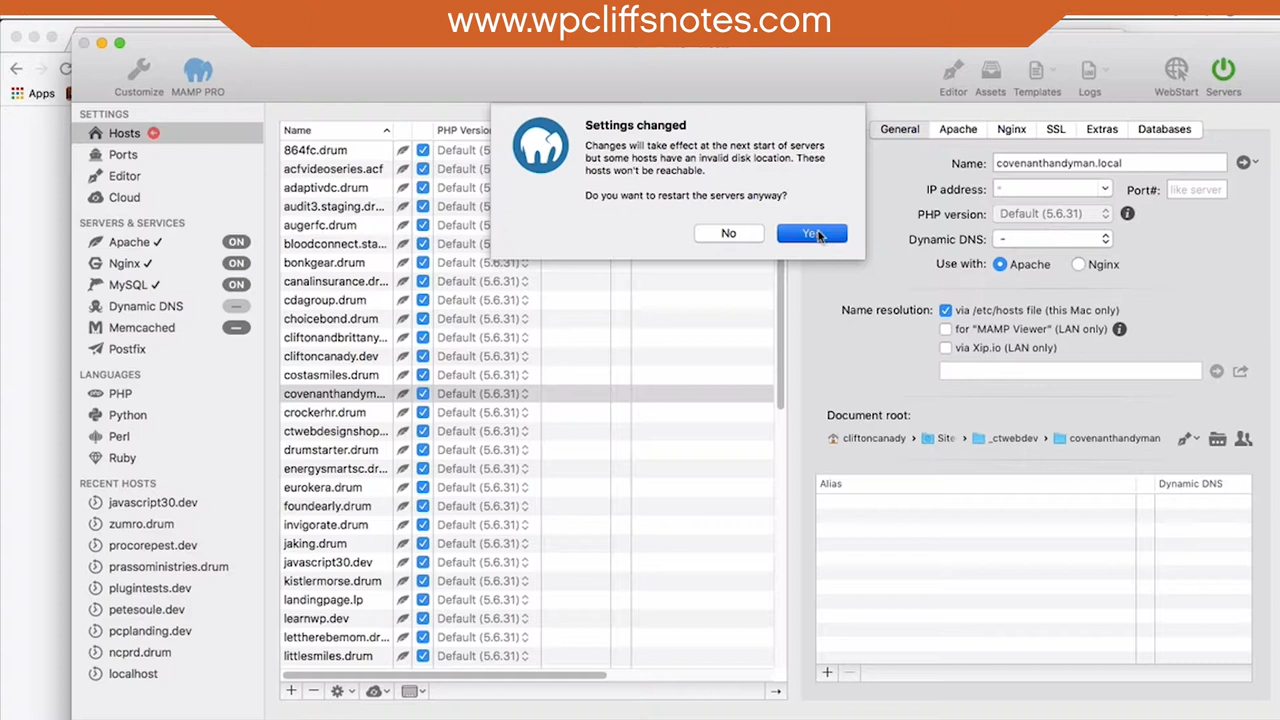 www.wpcliffsnotes.com
Apps
Customize
MAMP PRO
Editor
Assets
Templates
Logs
WebStart
Servers
SETTINGS
Hosts
Ports
Editor
Cloud
SERVERS & SERVICES
Apache ✓ ON
Nginx ✓ ON
MySQL ✓ ON
Dynamic DNS
Memcached
Postfix
LANGUAGES
PHP
Python
Perl
Ruby
RECENT HOSTS
javascript30.dev
zumro.drum
procorepest.dev
prassoministries.drum
plugintests.dev
petesoule.dev
pcplanding.dev
ncprd.drum
localhost
Name PHP Versio
864fc.drum Default (5
acfvideoseries.acf Default (5
adaptivdc.drum Default (5
audit3.staging.dr... Default (5
augerfc.drum Default (5
bloodconnect.sta... Default (5
bonkgear.drum Default (5.6.31)
canalinsurance.dr... Default (5.6.31)
cdagroup.drum Default (5.6.31)
choicebond.drum Default (5.6.31)
cliftonandbrittany... Default (5.6.31)
cliftoncanady.dev Default (5.6.31)
costasmiles.drum Default (5.6.31)
covenanthandym... Default (5.6.31)
crockerhr.drum Default (5.6.31)
ctwebdesignshop... Default (5.6.31)
drumstarter.drum Default (5.6.31)
energysmartsc.dr... Default (5.6.31)
eurokera.drum Default (5.6.31)
foundearly.drum Default (5.6.31)
invigorate.drum Default (5.6.31)
jaking.drum Default (5.6.31)
javascript30.dev Default (5.6.31)
kistlermorse.drum Default (5.6.31)
landingpage.lp Default (5.6.31)
learnwp.dev Default (5.6.31)
lettherebemom.dr... Default (5.6.31)
littlesmiles.drum Default (5.6.31)
Settings changed
Changes will take effect at the next start of servers
but some hosts have an invalid disk location. These
hosts won't be reachable.
Do you want to restart the servers anyway?
No
Yes
General Apache Nginx SSL Extras Databases
Name: covenanthandyman.local
IP address: * Port#: like server
PHP version: Default (5.6.31)
Dynamic DNS: -
Use with: Apache Nginx
Name resolution: via /etc/hosts file (this Mac only)
for "MAMP Viewer" (LAN only)
via Xip.io (LAN only)
Document root:
cliftoncanady › Site › _ctwebdev › covenanthandyman
Alias Dynamic DNS